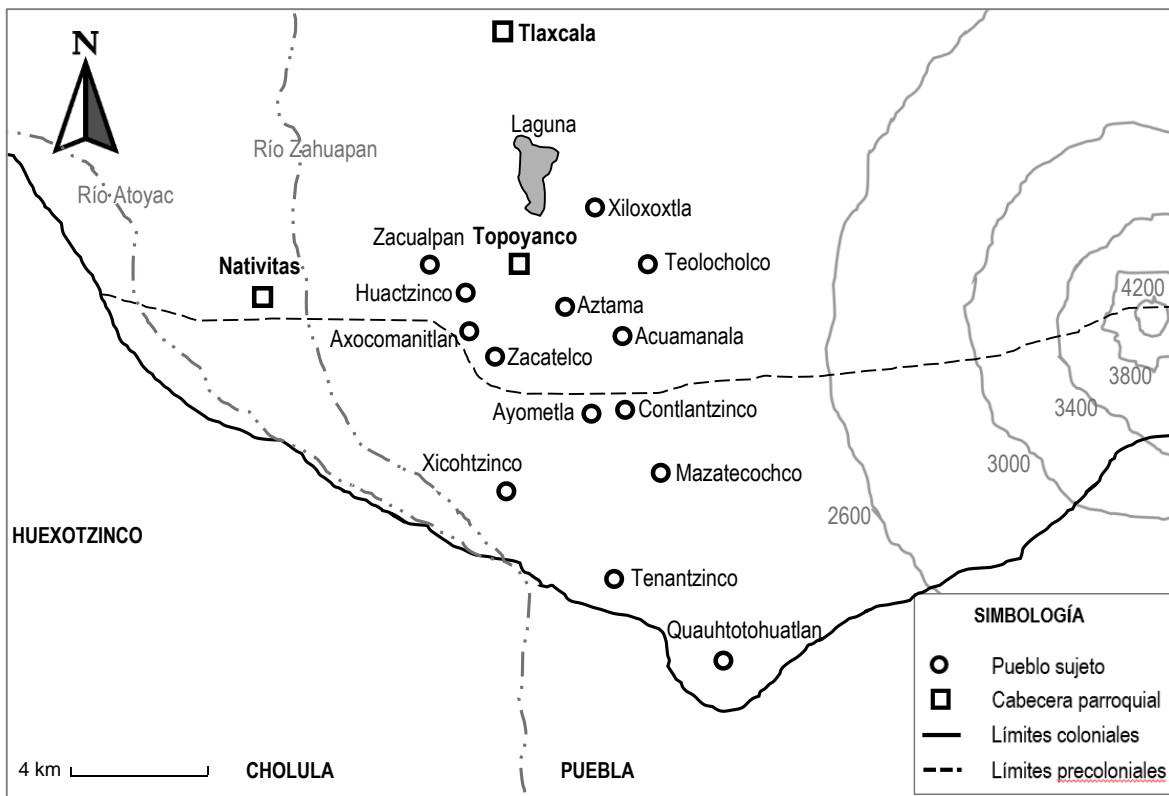 N
Tlaxcala
Laguna
Río Zahuapan
Río Atoyac
Xiloxoxtla
Zacualpan
Topoyanco
Teolocholco
Nativitas
Huactzinco
Aztama
4200
Axocomanitlan
Acuamanala
Zacatelco
3800
Ayometla
Contlantzinco
3400
Xicohtzinco
3000
Mazatecochco
2600
HUEXOTZINCO
Tenantzinco
Quauhtotohuatlan
SIMBOLOGÍA
Pueblo sujeto
Cabecera parroquial
Límites coloniales
Límites precoloniales
4 km
CHOLULA
PUEBLA